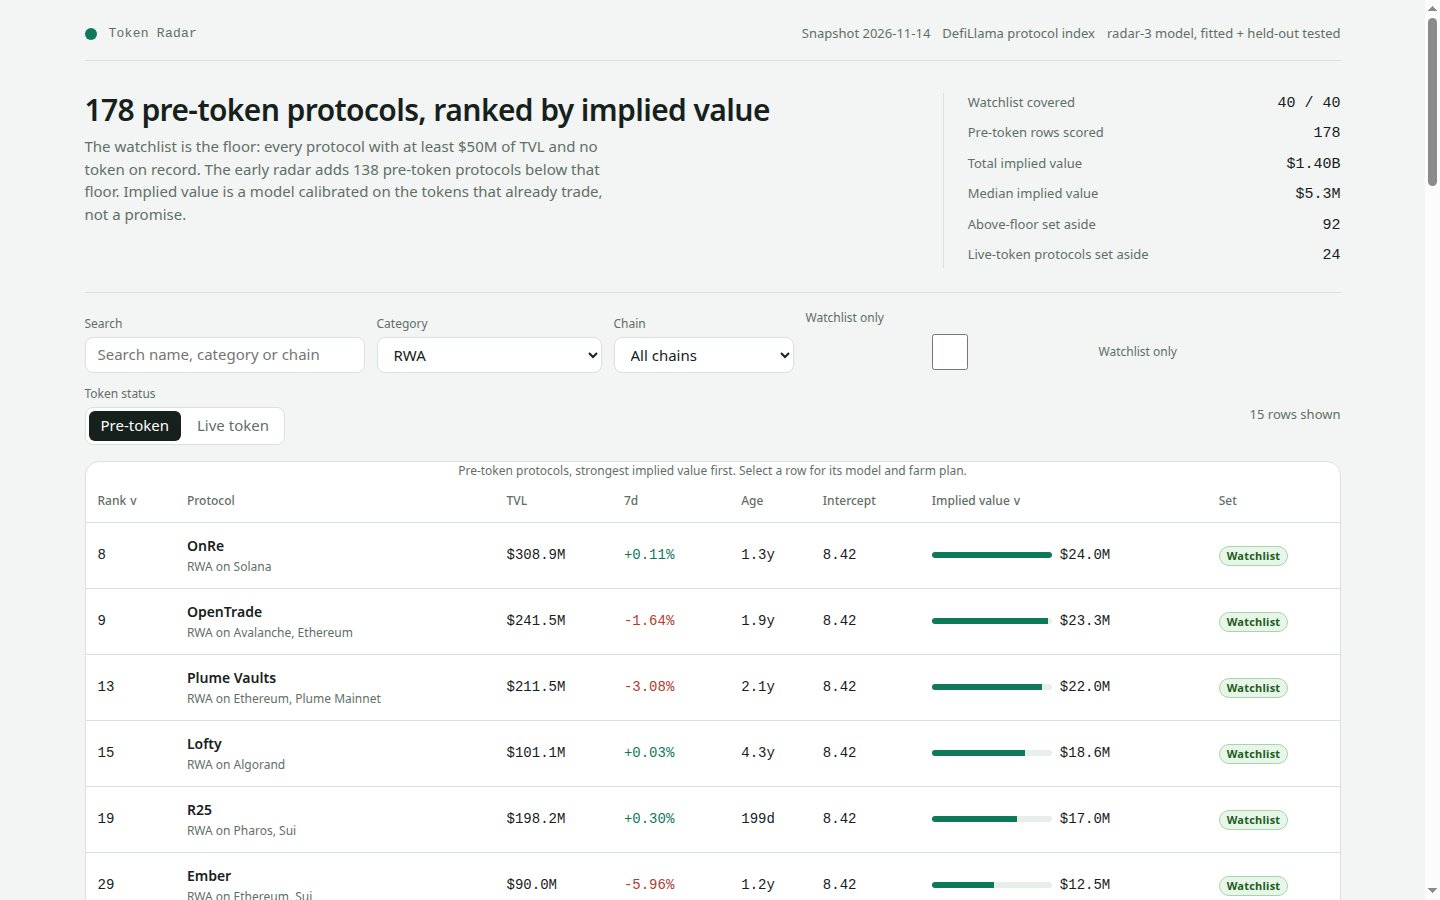 Token Radar
Snapshot 2026-11-14 DefiLlama protocol index radar-3 model, fitted + held-out tested
178 pre-token protocols, ranked by implied value
The watchlist is the floor: every protocol with at least $50M of TVL and no
token on record. The early radar adds 138 pre-token protocols below that
floor. Implied value is a model calibrated on the tokens that already trade,
not a promise.
Watchlist covered 40 / 40
Pre-token rows scored 178
Total implied value $1.40B
Median implied value $5.3M
Above-floor set aside 92
Live-token protocols set aside 24
Search
Search name, category or chain
Category
RWA
Chain
All chains
Watchlist only
Watchlist only
Token status
Pre-token Live token
15 rows shown
Pre-token protocols, strongest implied value first. Select a row for its model and farm plan.
Rank v Protocol TVL 7d Age Intercept Implied value v Set
8 OnRe $308.9M +0.11% 1.3y 8.42 $24.0M Watchlist
RWA on Solana
9 OpenTrade $241.5M -1.64% 1.9y 8.42 $23.3M Watchlist
RWA on Avalanche, Ethereum
13 Plume Vaults $211.5M -3.08% 2.1y 8.42 $22.0M Watchlist
RWA on Ethereum, Plume Mainnet
15 Lofty $101.1M +0.03% 4.3y 8.42 $18.6M Watchlist
RWA on Algorand
19 R25 $198.2M +0.30% 199d 8.42 $17.0M Watchlist
RWA on Pharos, Sui
29 Ember $90.0M -5.96% 1.2y 8.42 $12.5M Watchlist
RWA on Ethereum, Sui